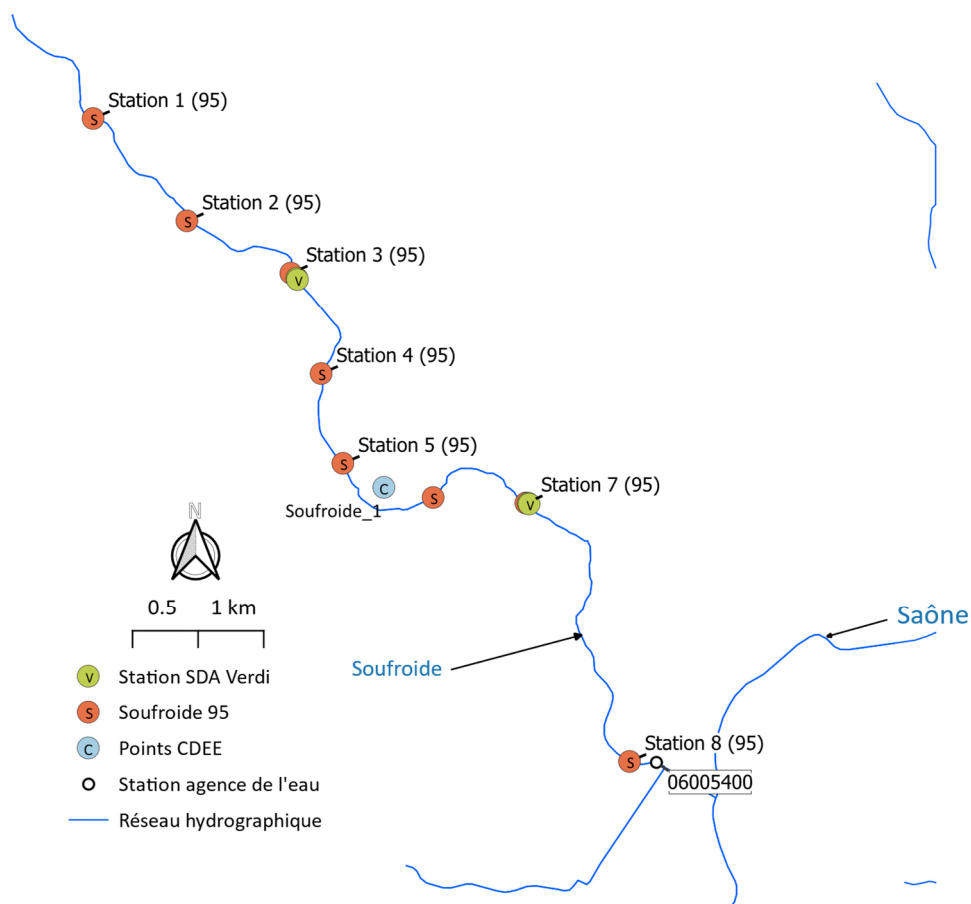 Station 1 (95)
S
Station 2 (95)
S
Station 3 (95)
V
Station 4 (95)
S
Station 5 (95)
S
C
Soufroide_1
S
Station 7 (95)
V
N
0.5 1 km
Saône
Soufroide
V Station SDA Verdi
S Soufroide 95
C Points CDEE
Station agence de l'eau
Réseau hydrographique
Station 8 (95)
S
06005400